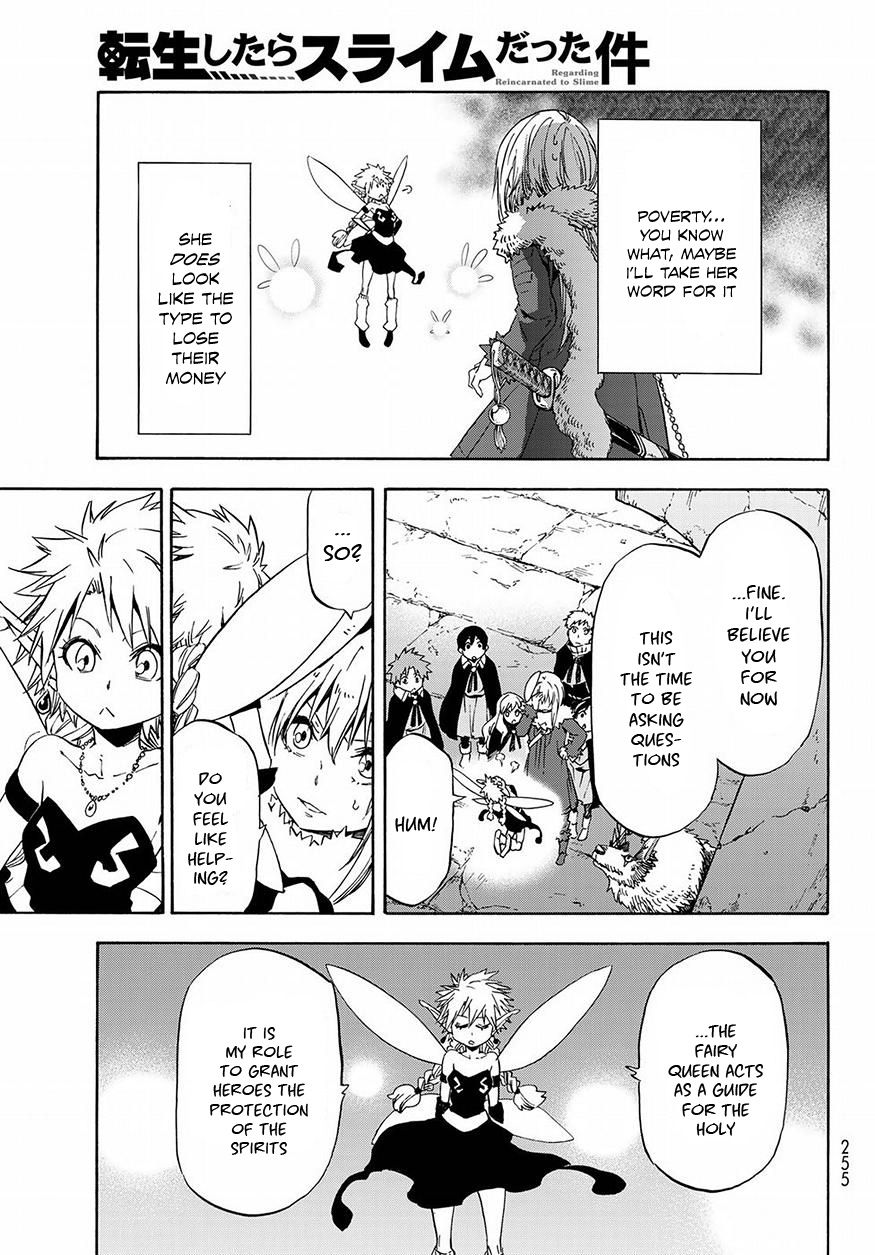 転生したらスライムだった件
Regarding
Reincarnated to Slime
POVERTY...
YOU KNOW
WHAT, MAYBE
I'LL TAKE HER
WORD FOR IT
SHE
DOES
LOOK
LIKE THE
TYPE TO
LOSE
THEIR
MONEY
...FINE.
I'LL
BELIEVE
YOU
FOR
NOW
THIS
ISN'T
THE TIME
TO BE
ASKING
QUES-
TIONS
HUM!
...
SO?
DO
YOU
FEEL
LIKE
HELP-
ING?
...THE
FAIRY
QUEEN ACTS
AS A GUIDE
FOR THE
HOLY
IT IS
MY ROLE
TO GRANT
HEROES THE
PROTECTION
OF THE
SPIRITS
255